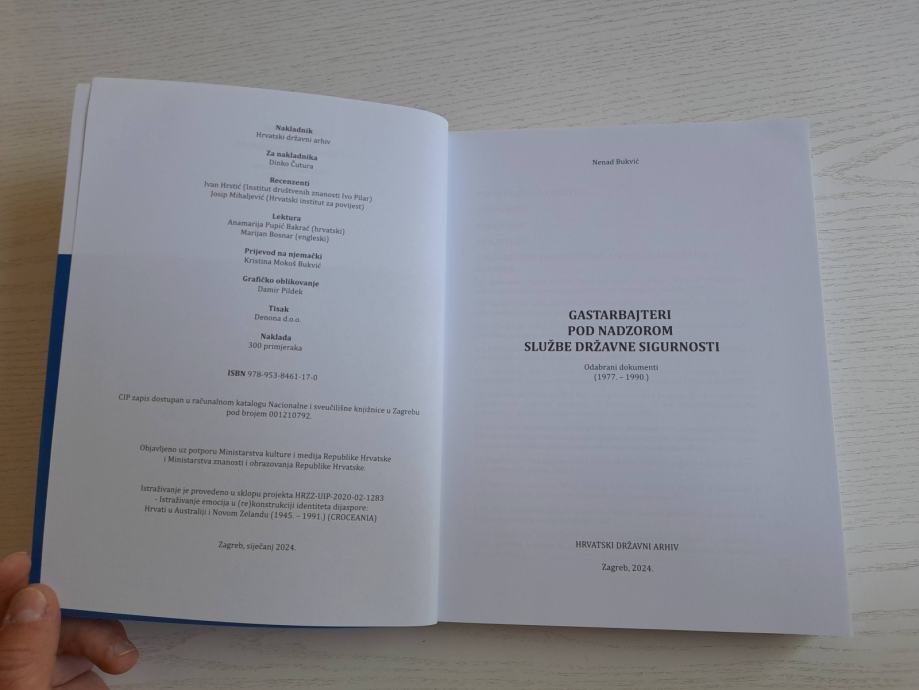 Nakladnik
Hrvatski državni arhiv
Za nakladnika
Dinko Čutura
Recenzenti
Ivan Hrstić (Institut društvenih znanosti Ivo Pilar)
Josip Mihaljević (Hrvatski institut za povijest)
Lektura
Anamarija Pupić Bakrač (hrvatski)
Marijan Bosnar (engleski)
Prijevod na njemački
Kristina Mokoš Bukvić
Grafičko oblikovanje
Damir Pildek
Tisak
Denona d.o.o.
Naklada
300 primjeraka
ISBN 978-953-8461-17-0
CIP zapis dostupan u računalnom katalogu Nacionalne i sveučilišne knjižnice u Zagrebu
pod brojem 001210792.
Objavljeno uz potporu Ministarstva kulture i medija Republike Hrvatske
i Ministarstva znanosti i obrazovanja Republike Hrvatske.
Istraživanje je provedeno u sklopu projekta HRZZ-UIP-2020-02-1283
- Istraživanje emocija u (re)konstrukciji identiteta dijaspore:
Hrvati u Australiji i Novom Zelandu (1945. – 1991.) (CROCEANIA)
Zagreb, siječanj 2024.
Nenad Bukvić
GASTARBAJTERI
POD NADZOROM
SLUŽBE DRŽAVNE SIGURNOSTI
Odabrani dokumenti
(1977. – 1990.)
HRVATSKI DRŽAVNI ARHIV
Zagreb, 2024.